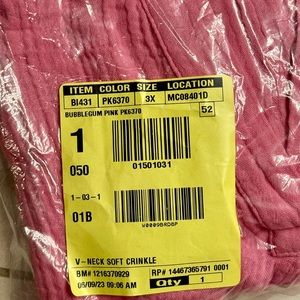 ITEM COLOR SIZE LOCATION
BI431 PK6370 3X MC08401D
BUBBLEGUM PINK PK6370 52
1
050
01501031
1-03-1
01B
W0009BRDBP
V-NECK SOFT CRINKLE
BM# 1216370929 RP# 14467365791 0001
05/09/23 09:06 AM Qty 1